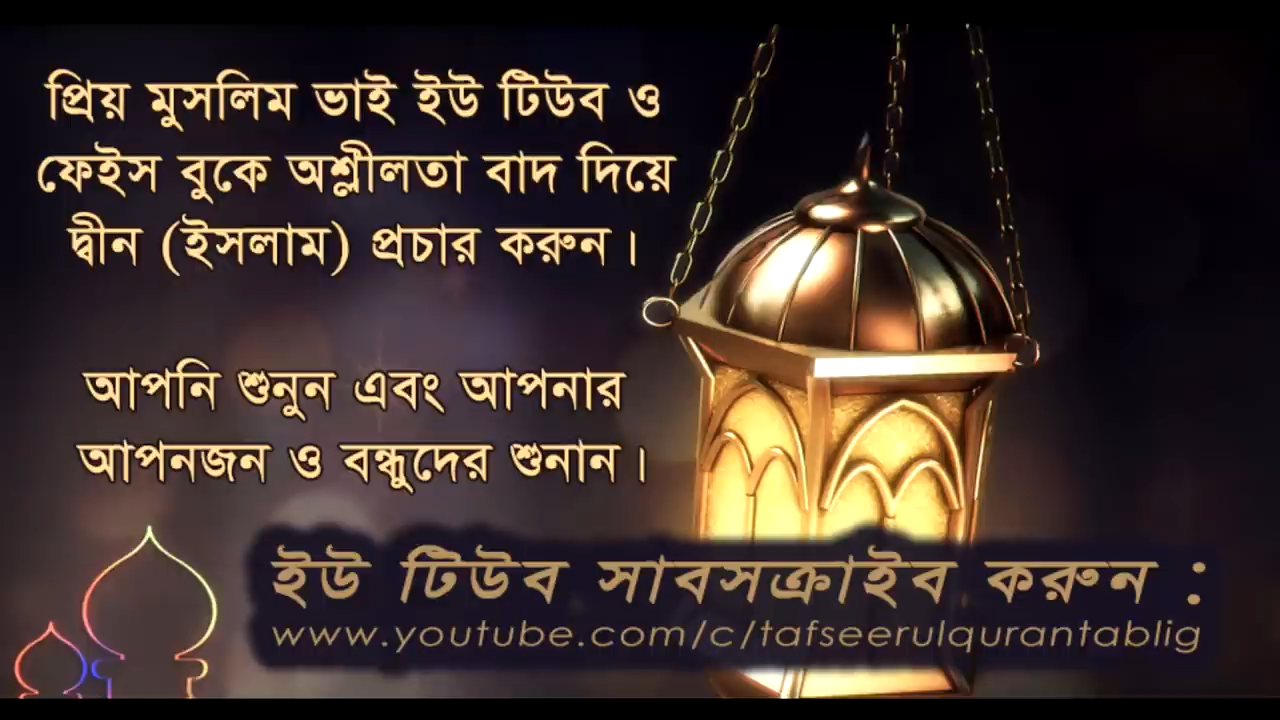 প্রিয় মুসলিম ভাই ইউ টিউব ও
ফেইস বুকে অশ্লীলতা বাদ দিয়ে
দ্বীন (ইসলাম) প্রচার করুন।
আপনি শুনুন এবং আপনার
আপনজন ও বন্ধুদের শুনান।
ইউ টিউব সাবসক্রাইব করুন :
www.youtube.com/c/tafseerulqurantablig